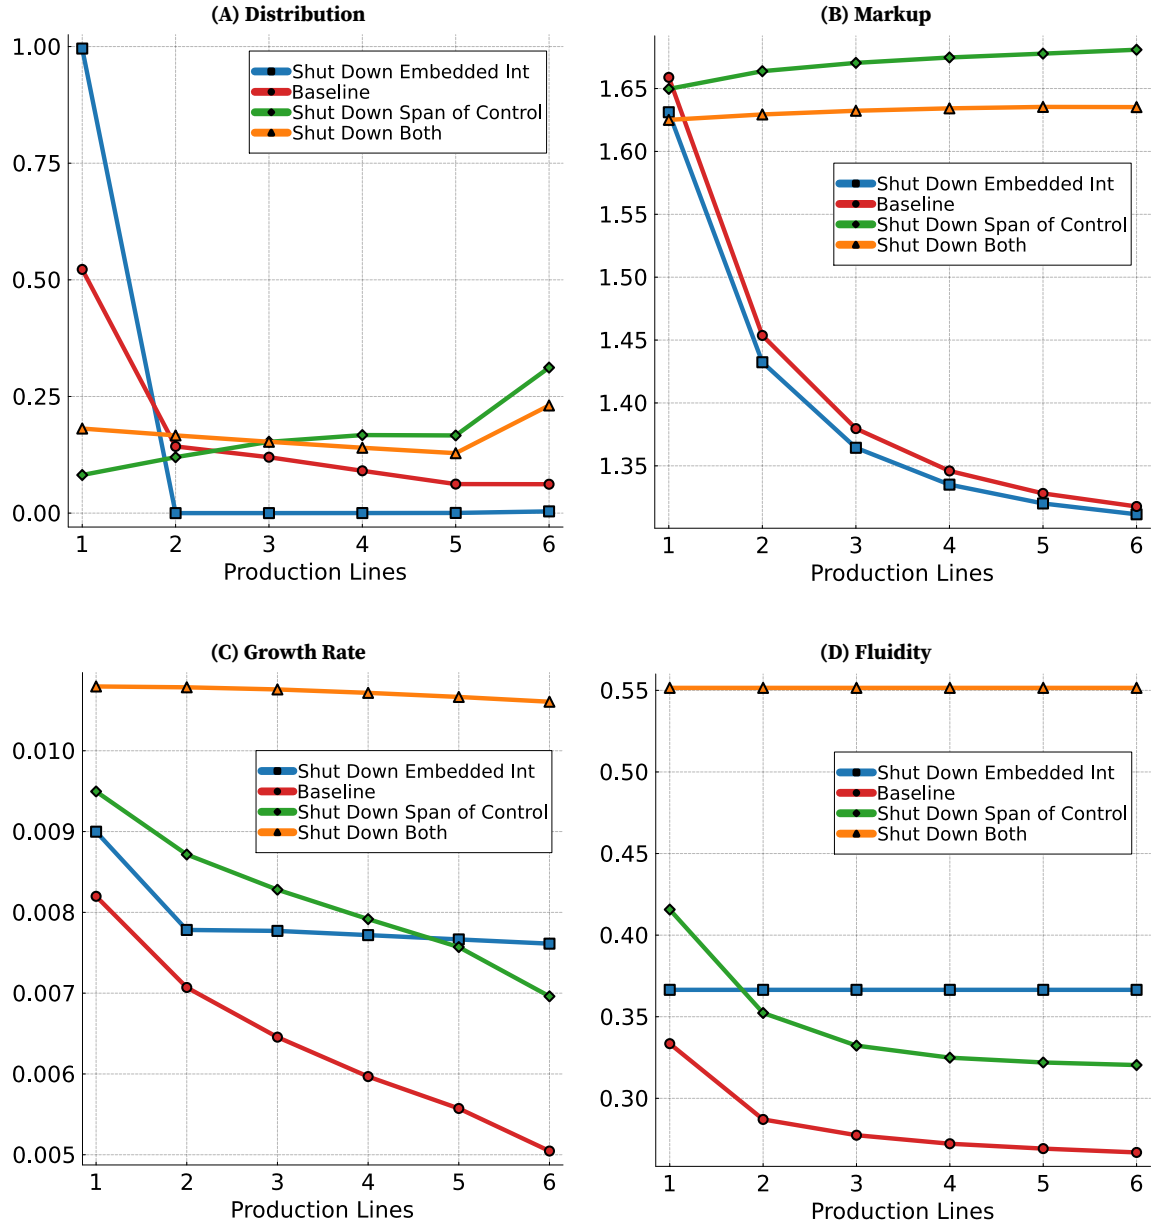 (A) Distribution
1.00
0.75
0.50
0.25
0.00
Shut Down Embedded Int
Baseline
Shut Down Span of Control
Shut Down Both
1 2 3 4 5 6
Production Lines
(B) Markup
1.65
1.60
1.55
1.50
1.45
1.40
1.35
Shut Down Embedded Int
Baseline
Shut Down Span of Control
Shut Down Both
1 2 3 4 5 6
Production Lines
(C) Growth Rate
0.010
0.009
0.008
0.007
0.006
0.005
Shut Down Embedded Int
Baseline
Shut Down Span of Control
Shut Down Both
1 2 3 4 5 6
Production Lines
(D) Fluidity
0.55
0.50
0.45
0.40
0.35
0.30
Shut Down Embedded Int
Baseline
Shut Down Span of Control
Shut Down Both
1 2 3 4 5 6
Production Lines